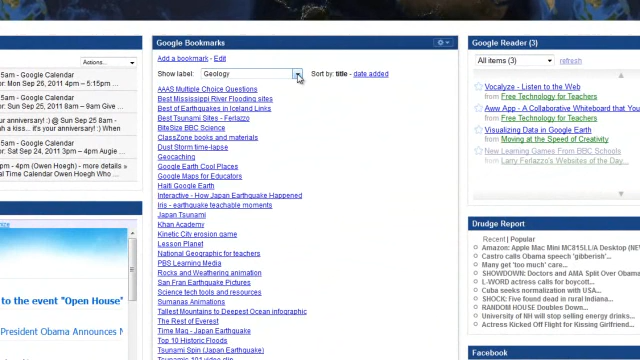 Actions...
5am - Google Calendar
or: Mon Sep 26, 2011 4pm – 5:15pm ...
5am - Google Calendar
or: Sun Sep 25, 2011 9am Give ...
ur anniversary! :) @ Sun Sep 25 8am -
h a kiss... it's your anniversary! :) When
5am - Google Calendar
or: Sat Sep 24, 2011 3pm – 4pm Augie ...
3pm - 4pm (Owen Hoegh) - more details »
al Time Calendar Owen Hoegh Who ...
to the event "Open House"
President Obama Announces N
Google Bookmarks
Add a bookmark - Edit
Show label: Geology
Sort by: title - date added
AAAS Multiple Choice Questions
Best Mississippi River Flooding sites
Best of Earthquakes in Iceland Links
Best Tsunami Sites - Ferlazzo
BiteSize BBC Science
ClassZone books and materials
Dust Storm time-lapse
Geocaching
Google Earth Cool Places
Google Maps for Educators
Haiti Google Earth
Interactive - How Japan Earthquake Happened
Iris - earthquake teachable moments
Japan Tsunami
Khan Academy
Kinetic City erosion game
Lesson Planet
National Geographic for teachers
PBS Learning Media
Rocks and Weathering animation
San Fran Earthquake Pictures
Science tech tools and resources
Sumanas Animations
Tallest Mountains to Deepest Ocean infographic
The Rest of Everest
Time Mag - Japan Earthquake
Top 10 Historic Floods
Tsunami Spin (Japan Earthquake)
Google Reader (3)
All items (3)
refresh
Vocalyze - Listen to the Web
from Free Technology for Teachers
Aww App - A Collaborative Whiteboard that You
from Free Technology for Teachers
Visualizing Data in Google Earth
from Moving at the Speed of Creativity
New Learning Games From BBC Schools
from Larry Ferlazzo's Websites of the Day...
Drudge Report
Recent | Popular
Amazon: Apple Mac Mini MC815LL/A Desktop (NE
Castro calls Obama speech 'gibberish'...
Many get 'too much' care...
SHOWDOWN: Doctors and AMA Split Over Obama
L-WORD actress calls for boycott...
Cuba seeks normalization with USA...
SHOCK: Five found dead in rural Indiana...
RANDOM HOUSE Doubles Down...
University of NH will stop selling energy drinks...
Actress Kicked Off Flight for Kissing Girlfriend...
Facebook